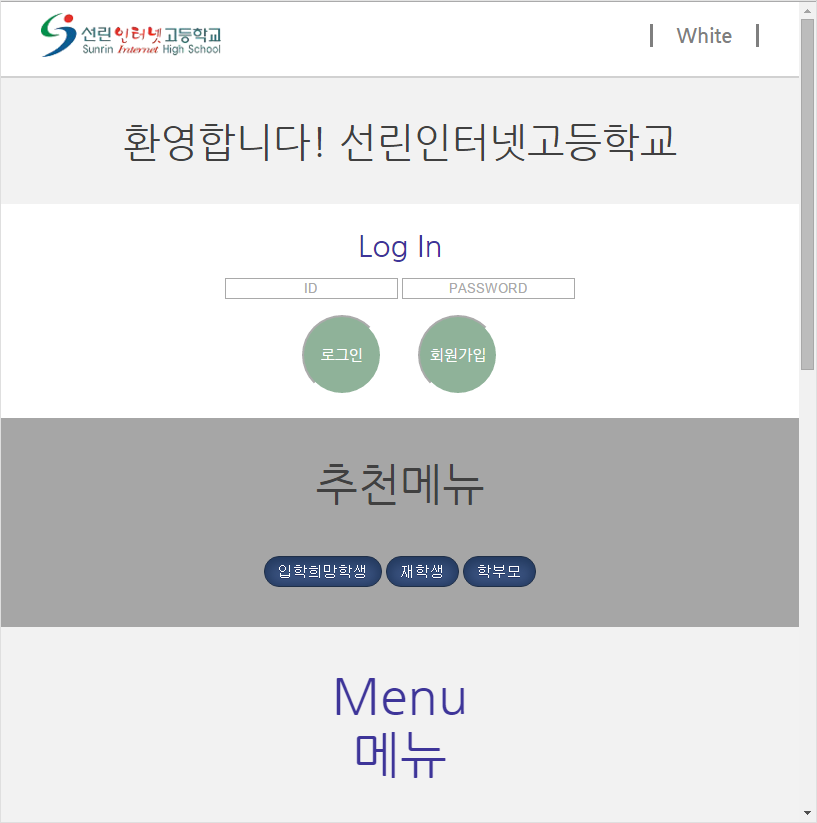 선린인터넷고등학교
Sunrin Internet High School
White
환영합니다! 선린인터넷고등학교
Log In
ID PASSWORD
로그인 회원가입
추천메뉴
입학희망학생 재학생 학부모
Menu
메뉴